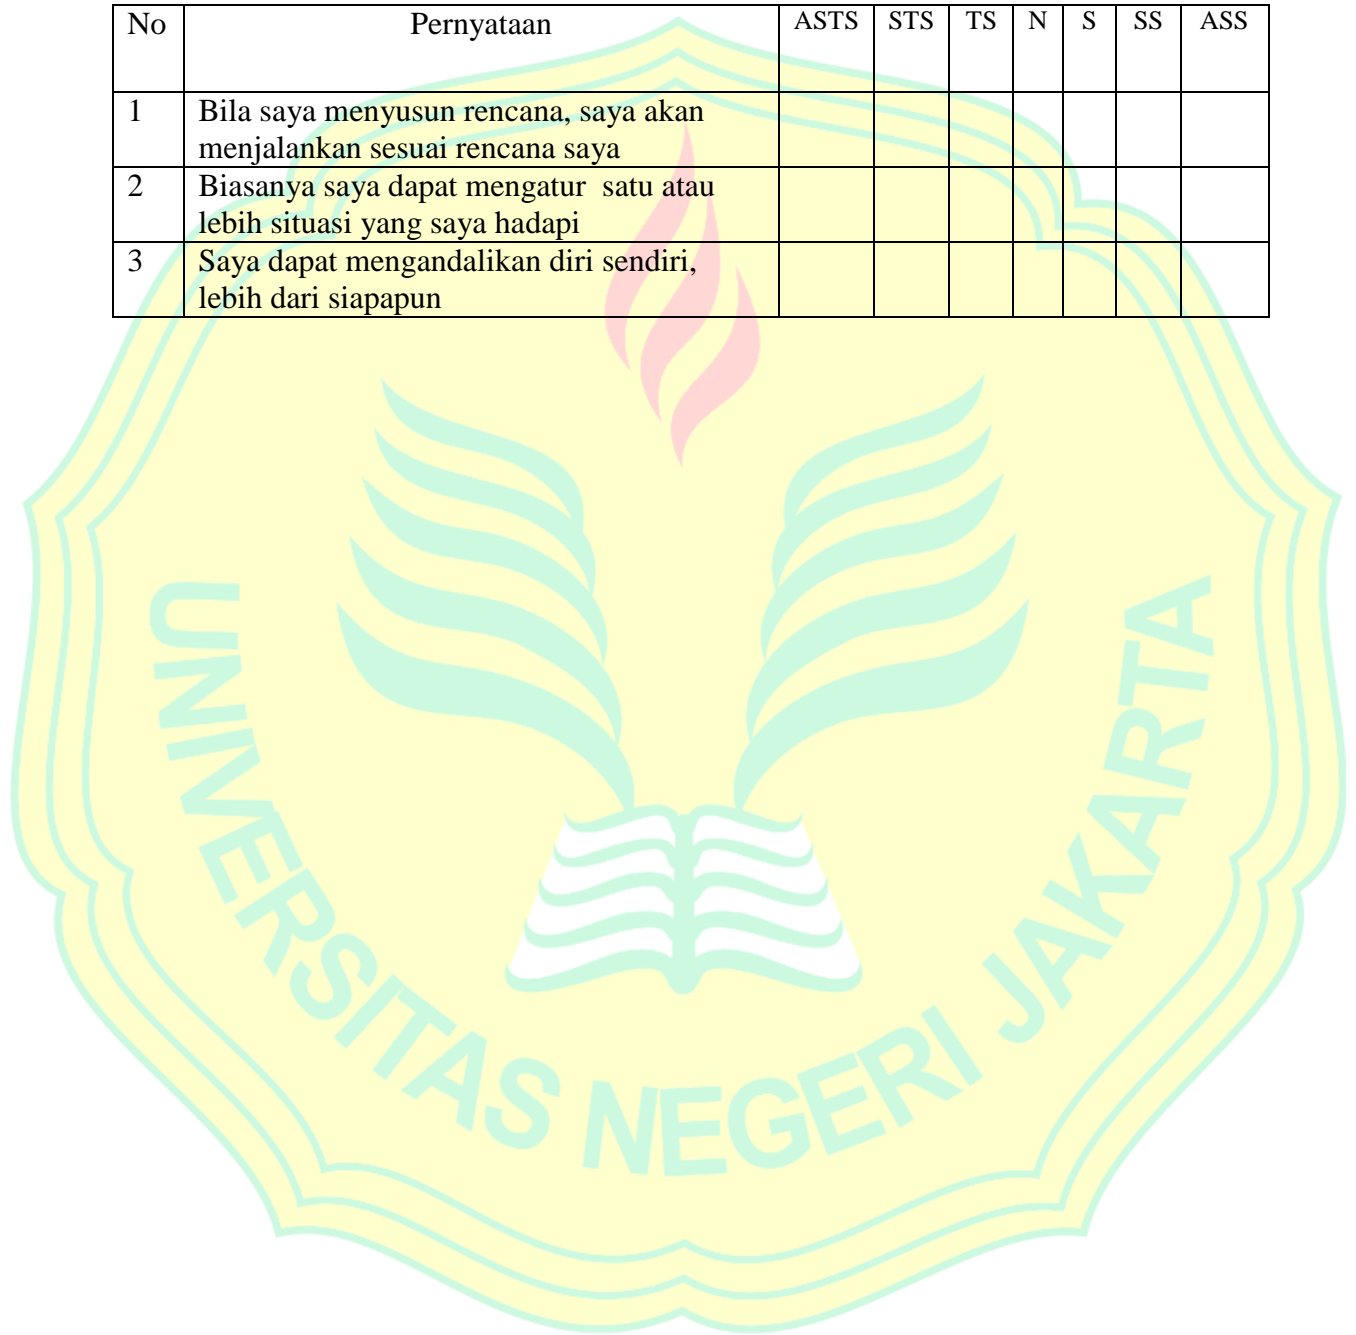 No Pernyataan ASTS STS TS N S SS ASS
1 Bila saya menyusun rencana, saya akan
menjalankan sesuai rencana saya
2 Biasanya saya dapat mengatur satu atau
lebih situasi yang saya hadapi
3 Saya dapat mengandalikan diri sendiri,
lebih dari siapapun
UNIVERSITAS NEGERI JAKARTA